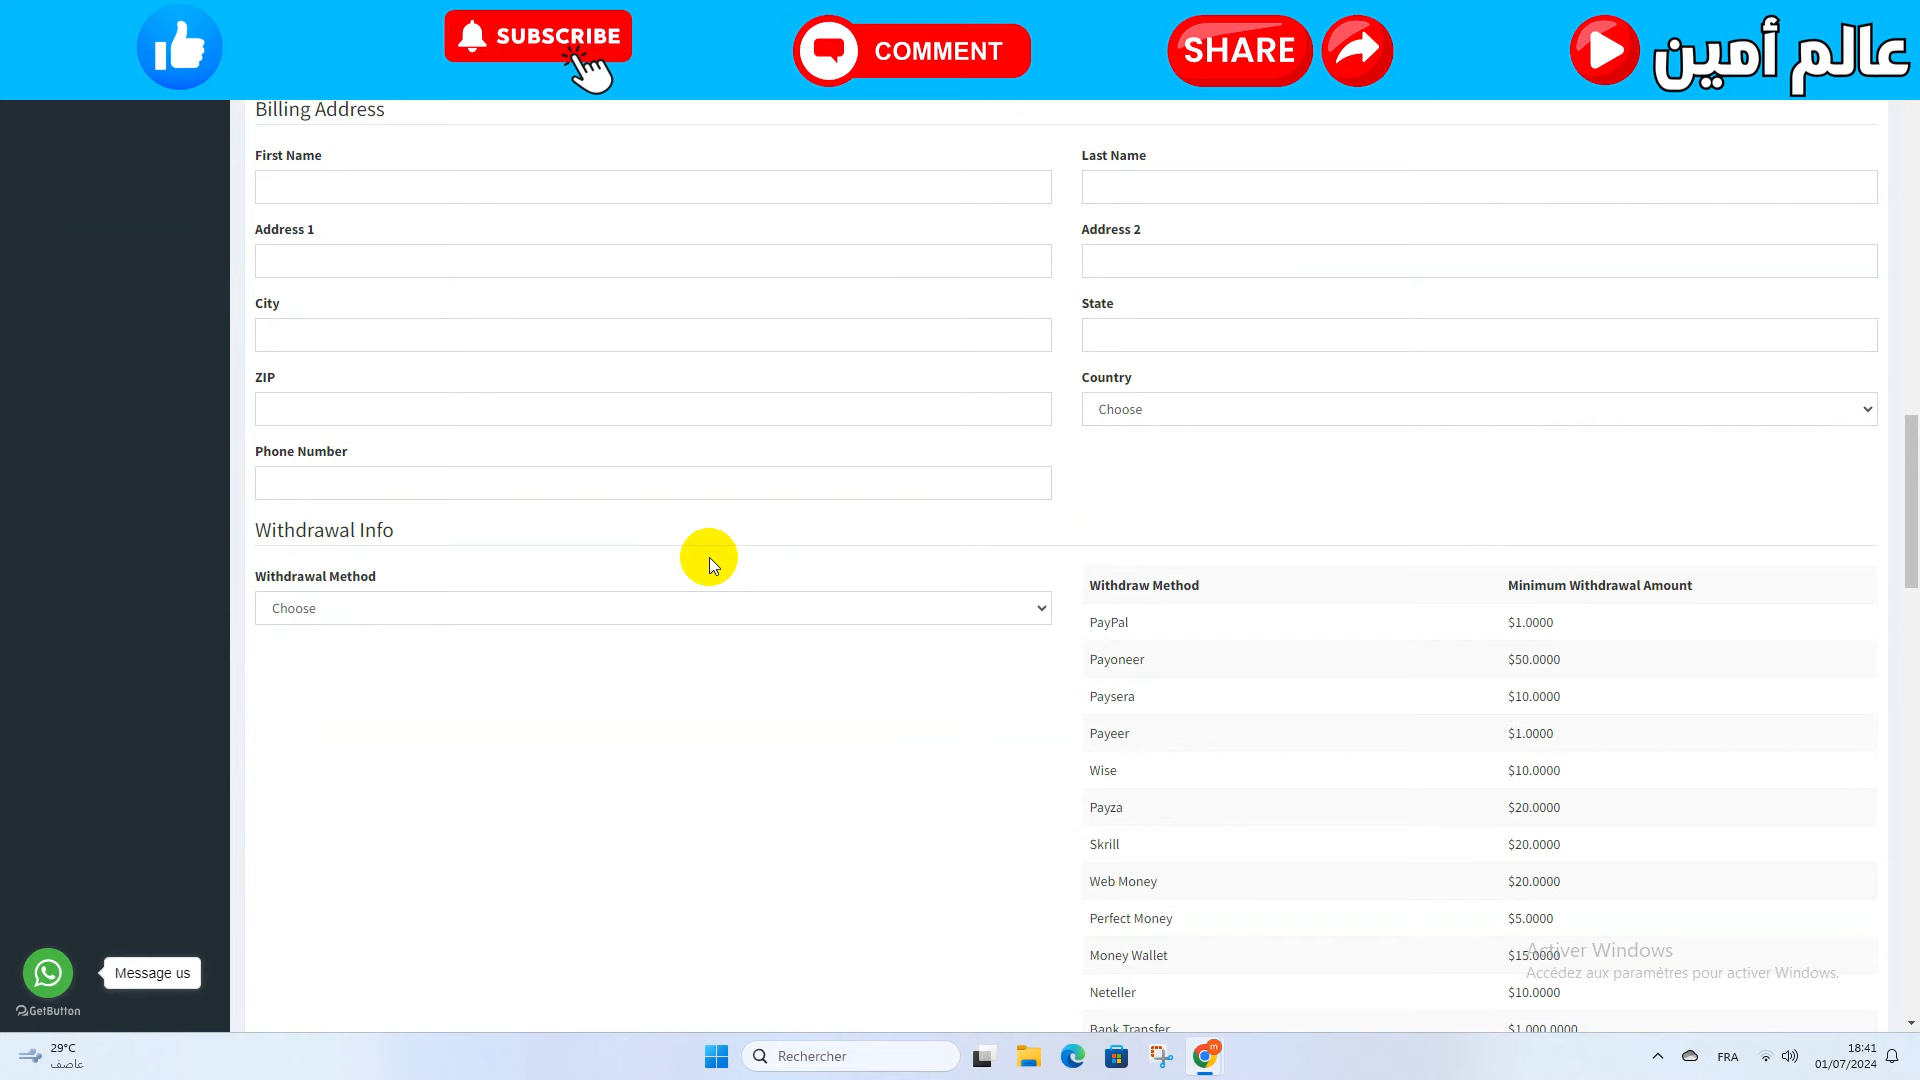 SUBSCRIBE
COMMENT
SHARE
عالم أمين
Billing Address
First Name
Last Name
Address 1
Address 2
City
State
ZIP
Country
Choose
Phone Number
Withdrawal Info
Withdrawal Method
Choose
Withdraw Method Minimum Withdrawal Amount
PayPal $1.0000
Payoneer $50.0000
Paysera $10.0000
Payeer $1.0000
Wise $10.0000
Payza $20.0000
Skrill $20.0000
Web Money $20.0000
Perfect Money $5.0000
Money Wallet $15.0000
Neteller $10.0000
Bank Transfer $1,000.0000
Activer Windows
Accédez aux paramètres pour activer Windows.
Message us
GetButton
29°C
عاصف
Rechercher
m
FRA
18:41
01/07/2024